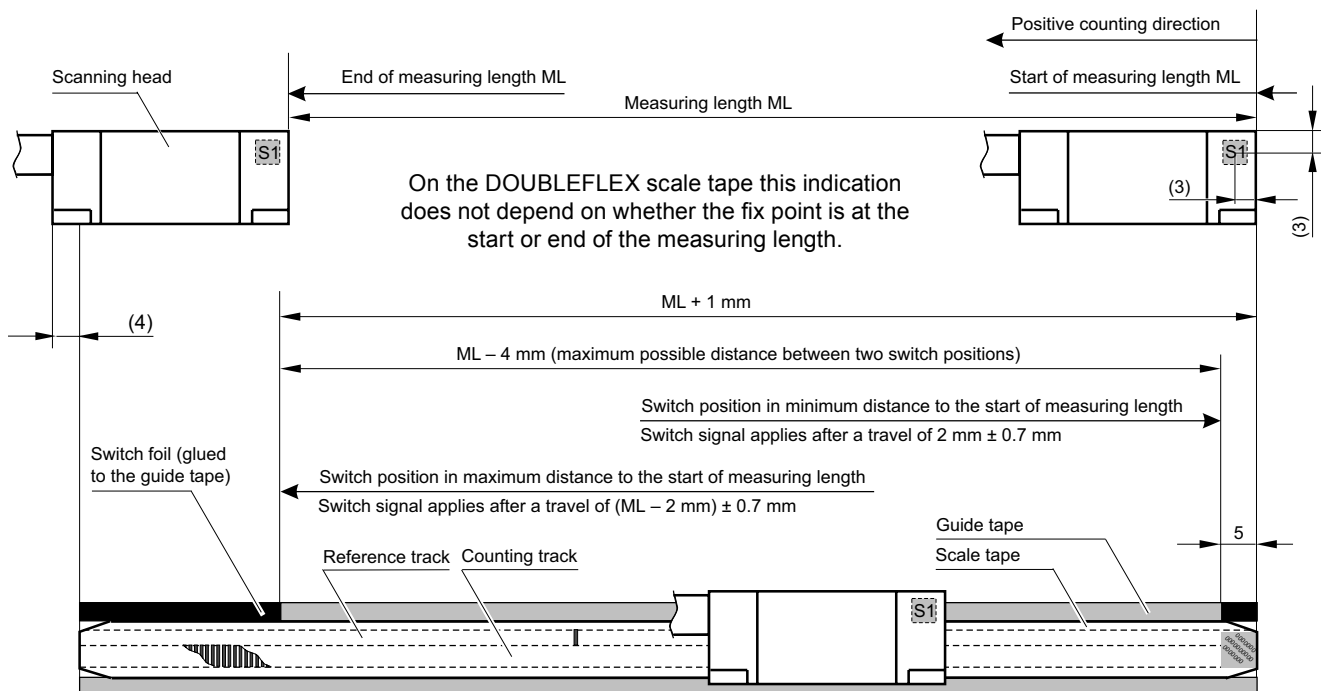 Positive counting direction
Scanning head
End of measuring length ML
Start of measuring length ML
Measuring length ML
S1
S1
On the DOUBLEFLEX scale tape this indication
does not depend on whether the fix point is at the
start or end of the measuring length.
(3)
(3)
ML + 1 mm
(4)
ML – 4 mm (maximum possible distance between two switch positions)
Switch position in minimum distance to the start of measuring length
Switch signal applies after a travel of 2 mm ± 0.7 mm
Switch foil (glued
to the guide tape)
Switch position in maximum distance to the start of measuring length
Switch signal applies after a travel of (ML – 2 mm) ± 0.7 mm
Guide tape
5
Reference track
Counting track
Scale tape
S1